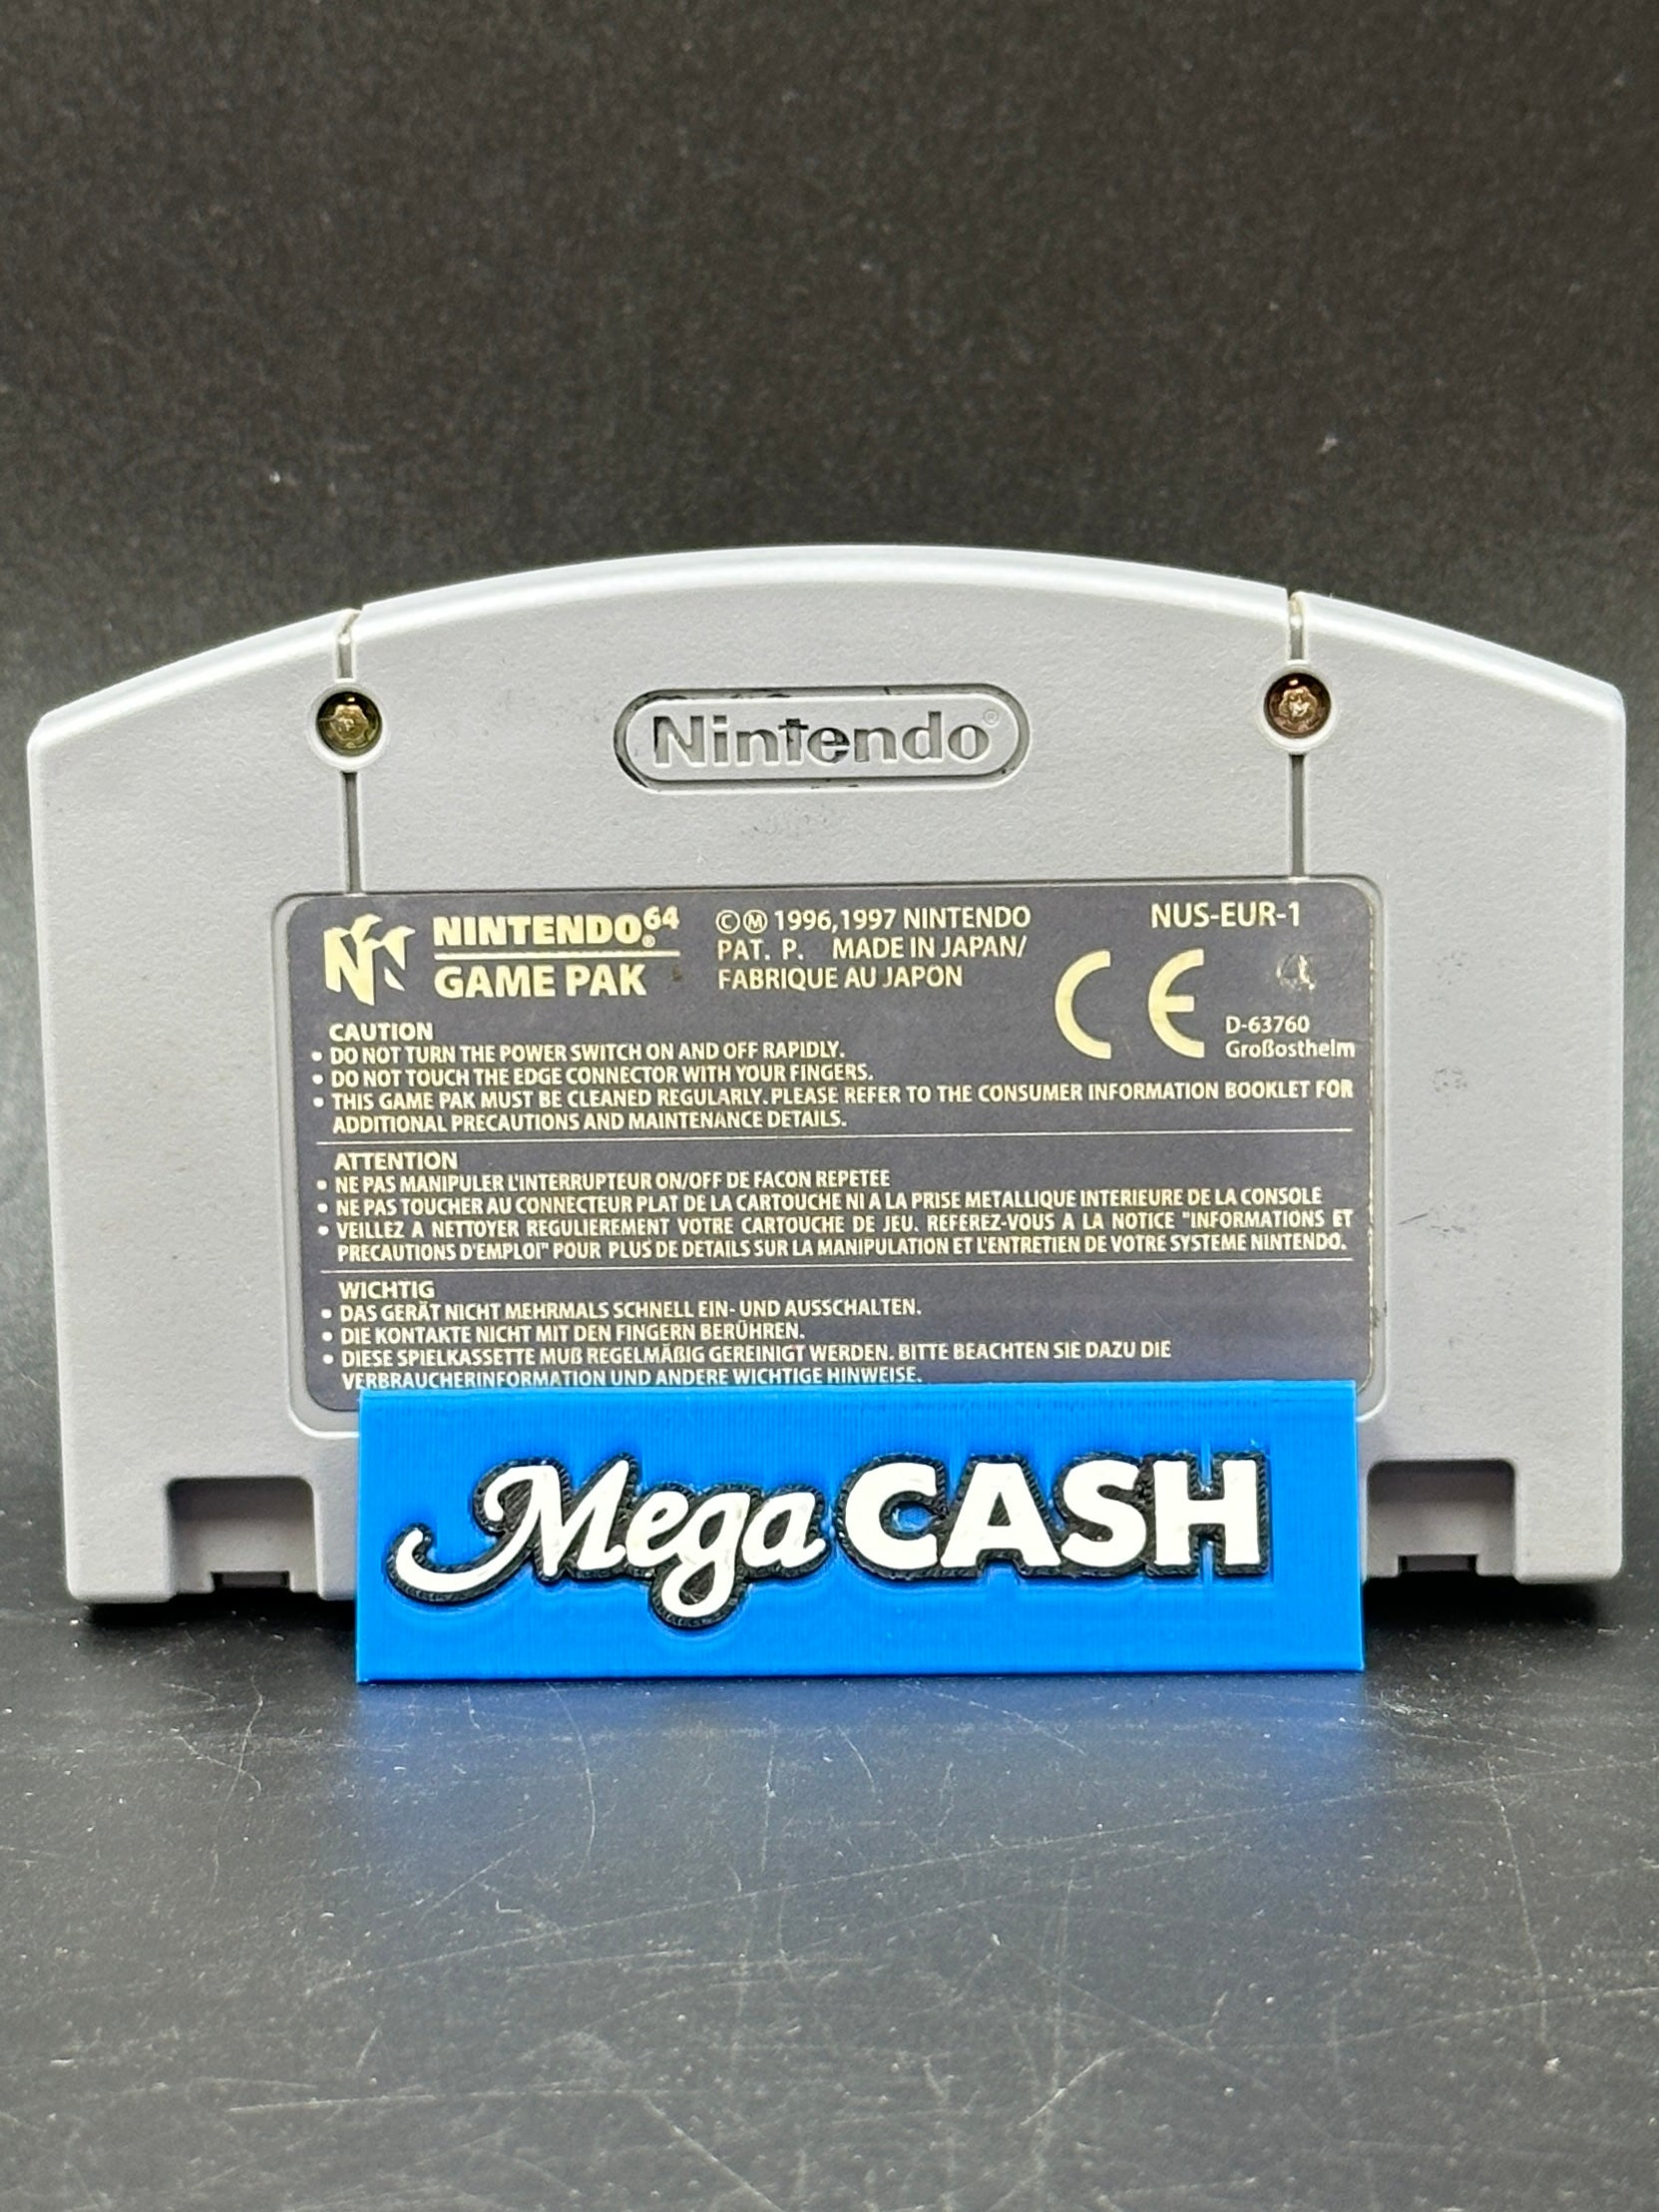 Nintendo®
NINTENDO64®
GAME PAK
©Ⓜ 1996,1997 NINTENDO
PAT. P. MADE IN JAPAN/
FABRIQUE AU JAPON
NUS-EUR-1
CE
D-63760
Großostheim
CAUTION
• DO NOT TURN THE POWER SWITCH ON AND OFF RAPIDLY.
• DO NOT TOUCH THE EDGE CONNECTOR WITH YOUR FINGERS.
• THIS GAME PAK MUST BE CLEANED REGULARLY. PLEASE REFER TO THE CONSUMER INFORMATION BOOKLET FOR
ADDITIONAL PRECAUTIONS AND MAINTENANCE DETAILS.
ATTENTION
• NE PAS MANIPULER L'INTERRUPTEUR ON/OFF DE FACON REPETEE
• NE PAS TOUCHER AU CONNECTEUR PLAT DE LA CARTOUCHE NI A LA PRISE METALLIQUE INTERIEURE DE LA CONSOLE
• VEILLEZ A NETTOYER REGULIEREMENT VOTRE CARTOUCHE DE JEU. REFEREZ-VOUS A LA NOTICE "INFORMATIONS ET
PRECAUTIONS D'EMPLOI" POUR PLUS DE DETAILS SUR LA MANIPULATION ET L'ENTRETIEN DE VOTRE SYSTEME NINTENDO.
WICHTIG
• DAS GERÄT NICHT MEHRMALS SCHNELL EIN- UND AUSSCHALTEN.
• DIE KONTAKTE NICHT MIT DEN FINGERN BERÜHREN.
• DIESE SPIELKASSETTE MUß REGELMÄßIG GEREINIGT WERDEN. BITTE BEACHTEN SIE DAZU DIE
VERBRAUCHERINFORMATION UND ANDERE WICHTIGE HINWEISE.
Mega CASH